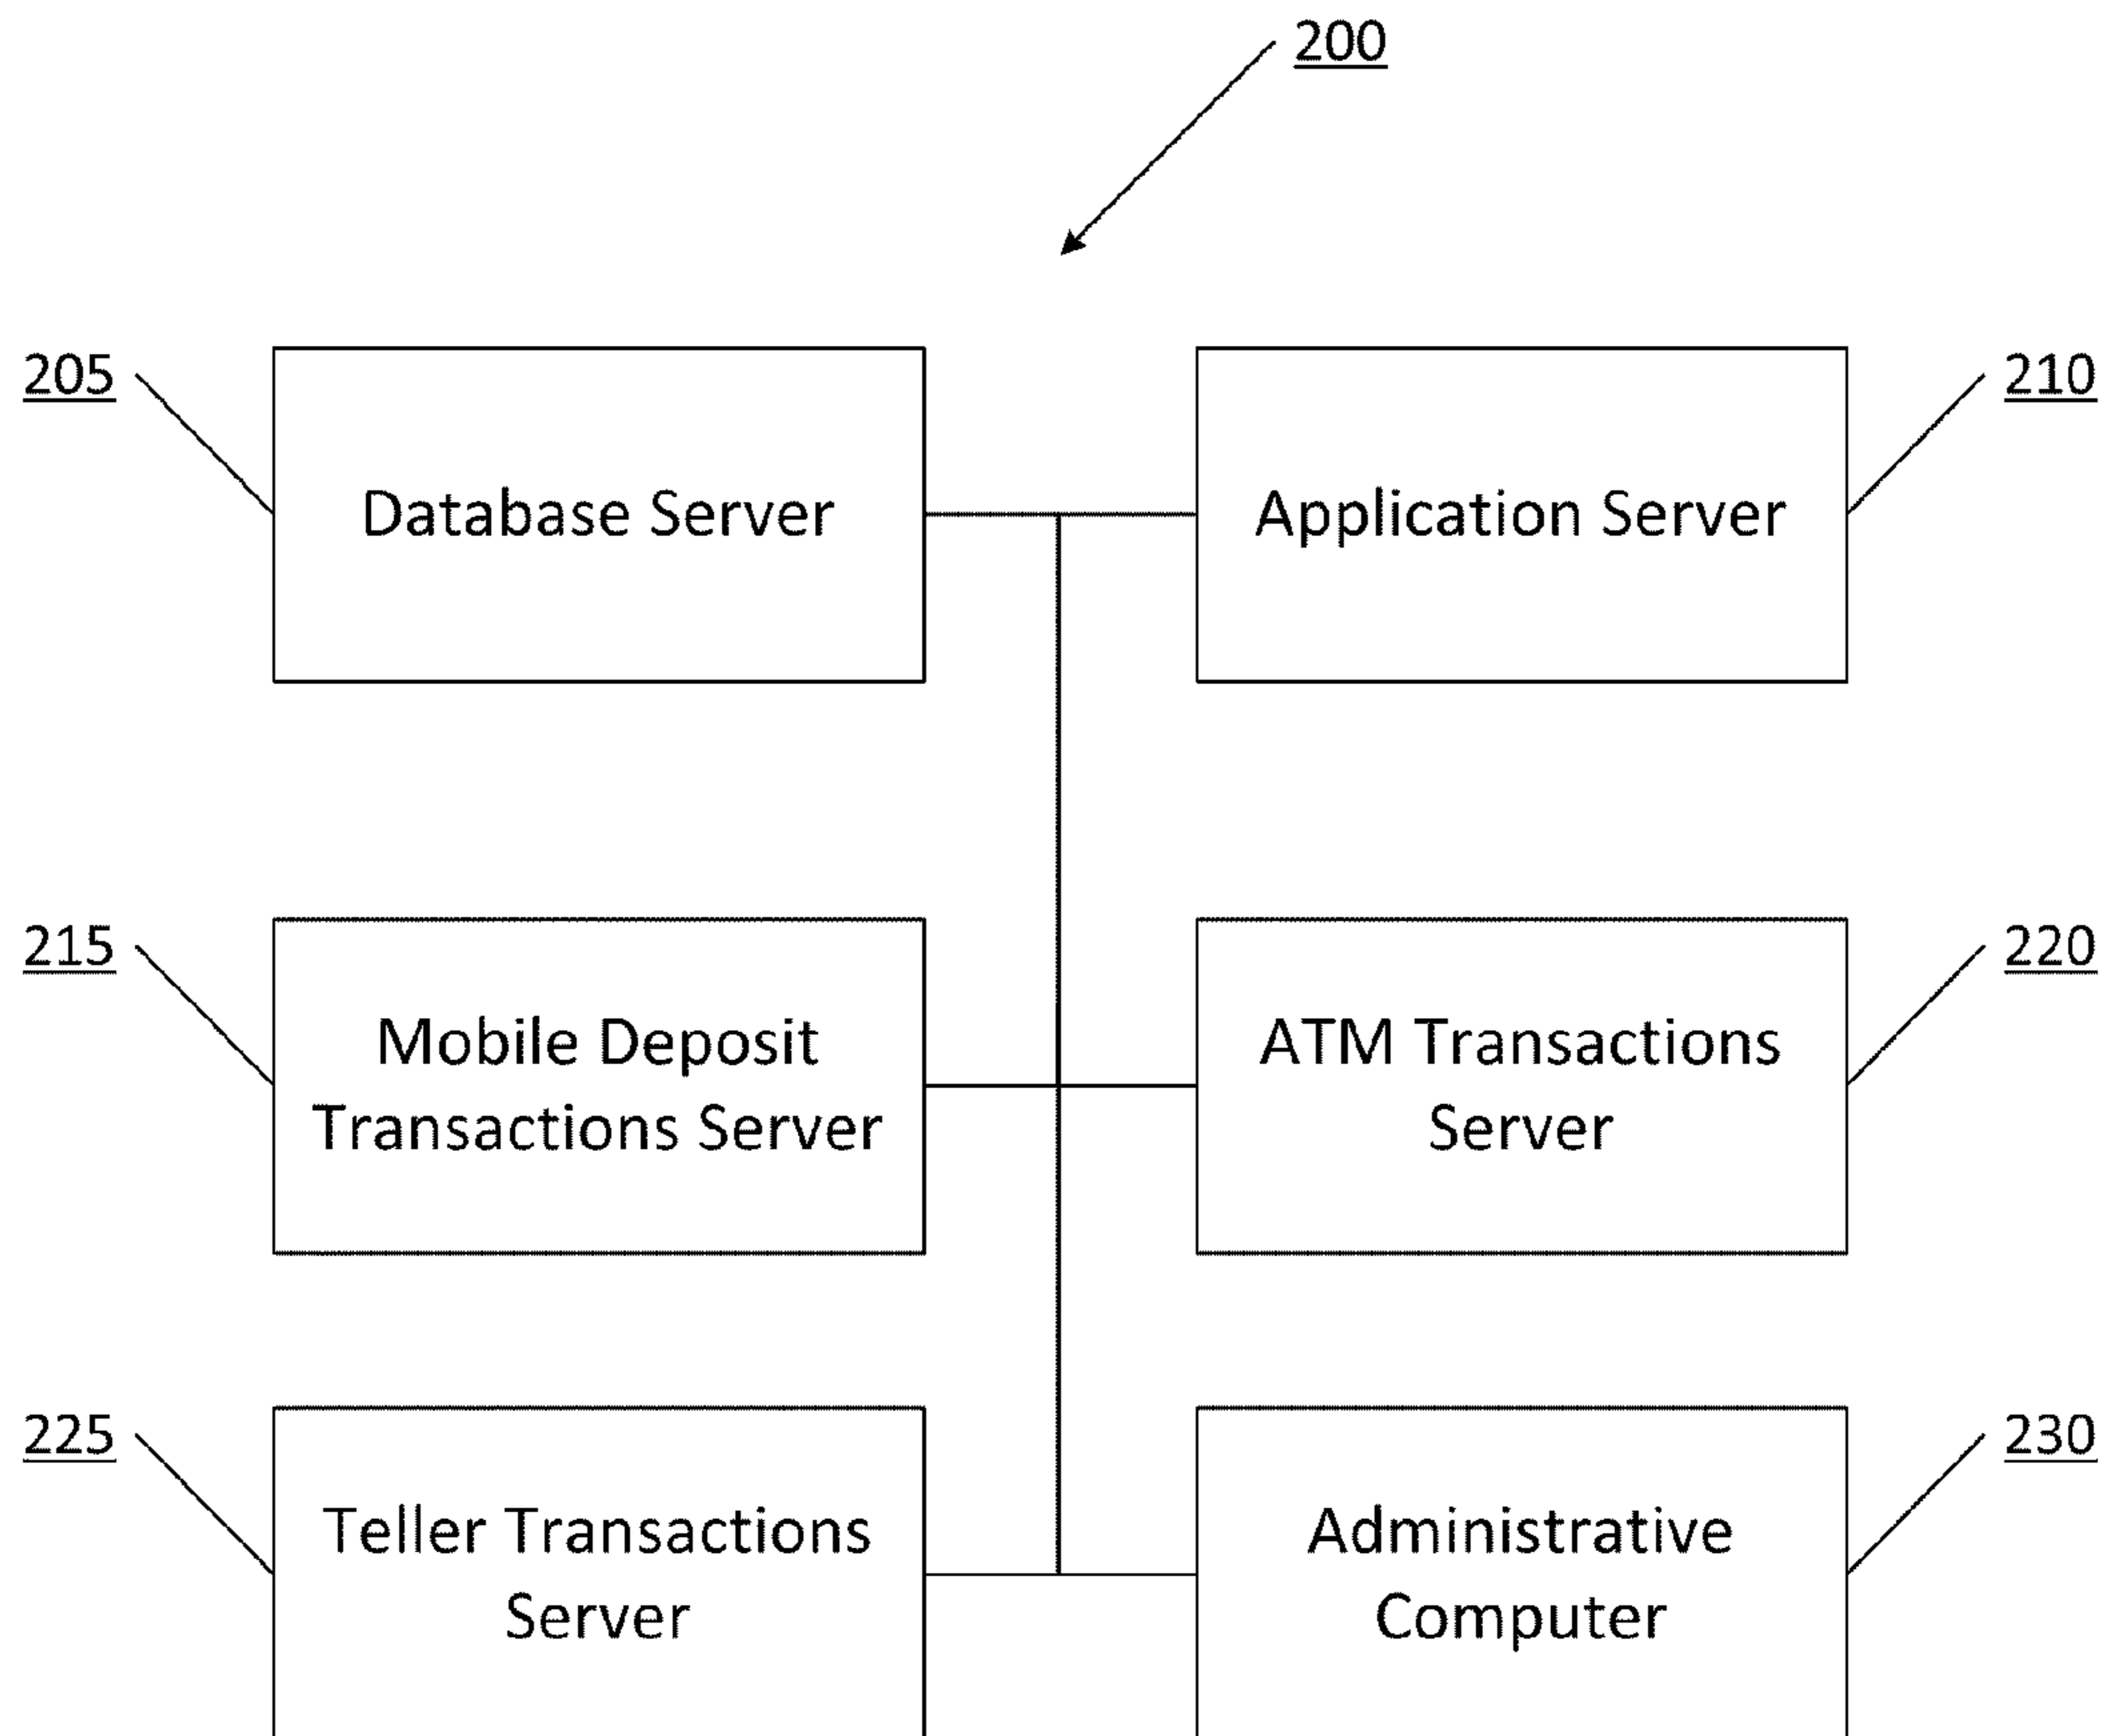 200
205
Database Server
Application Server
210
215
Mobile Deposit
Transactions Server
ATM Transactions
Server
220
225
Teller Transactions
Server
Administrative
Computer
230